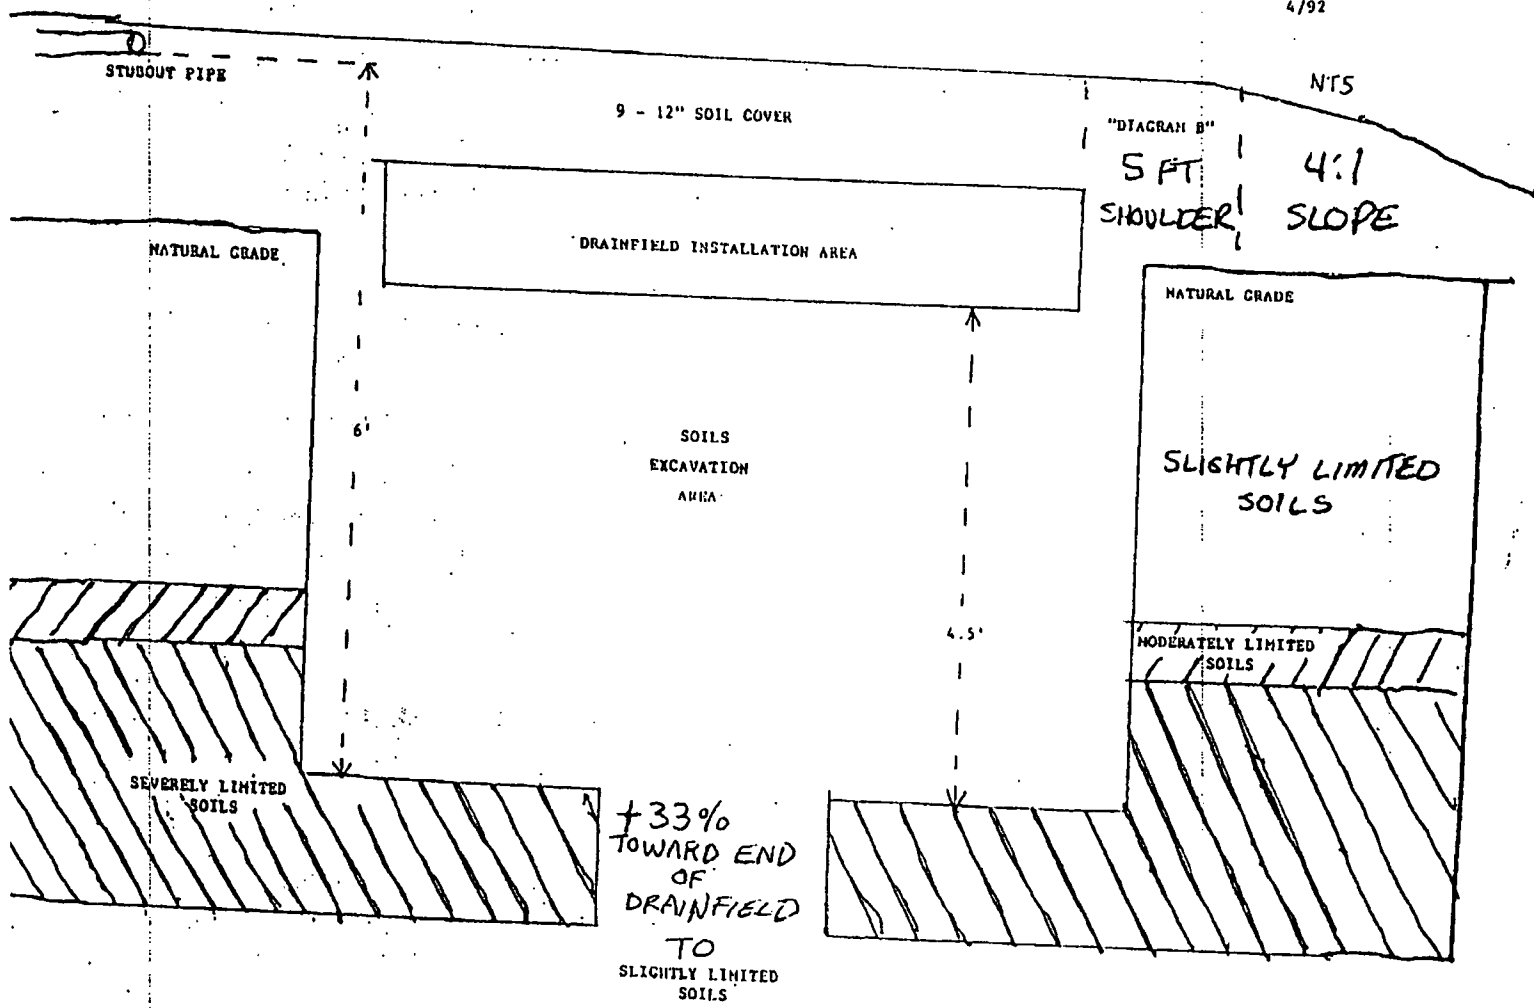 4/92
STUBOUT PIPE
NTS
9 - 12" SOIL COVER
"DIAGRAM B"
5 FT
SHOULDER
4:1
SLOPE
NATURAL GRADE
DRAINFIELD INSTALLATION AREA
NATURAL GRADE
6'
SOILS
EXCAVATION
AREA
SLIGHTLY LIMITED
SOILS
4.5'
MODERATELY LIMITED
SOILS
SEVERELY LIMITED
SOILS
+33%
TOWARD END
OF
DRAINFIELD
TO
SLIGHTLY LIMITED
SOILS